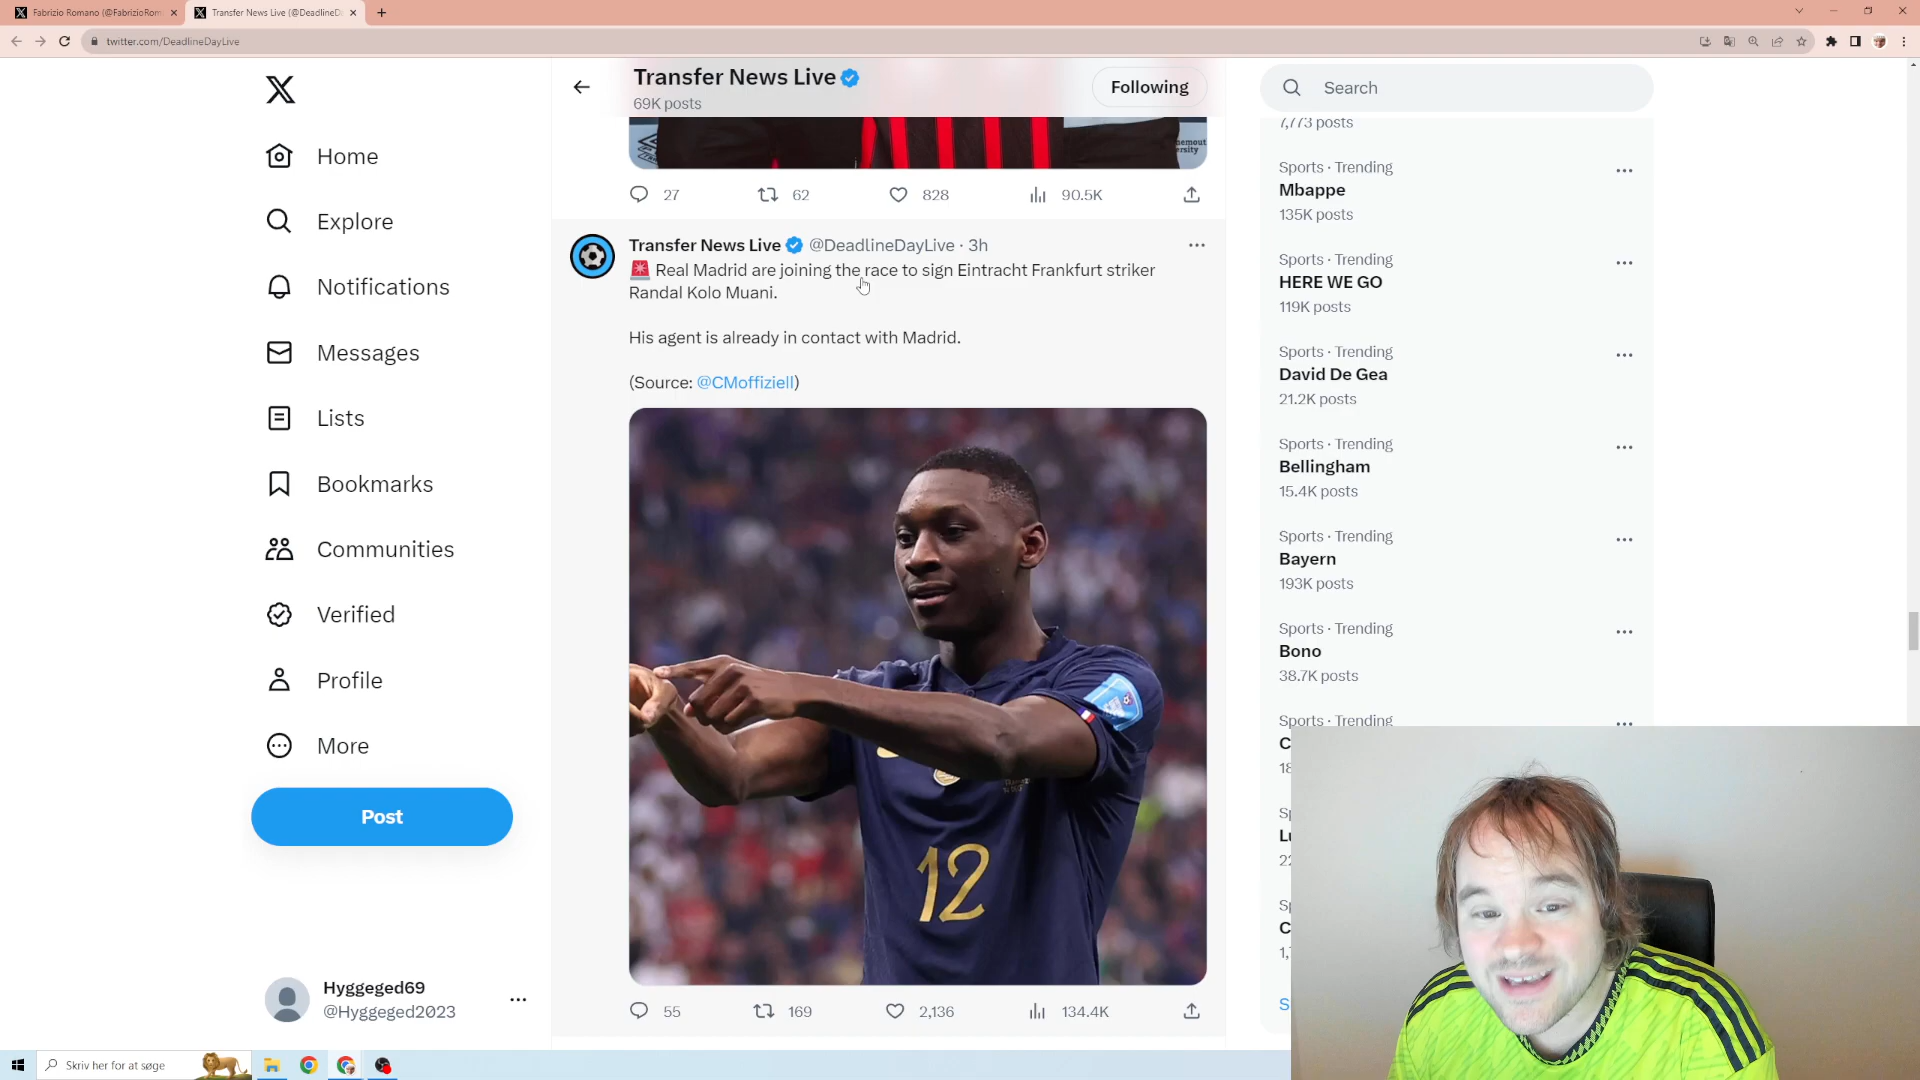 Fabrizio Romano (@FabrizioRom
Transfer News Live (@DeadlineDa
twitter.com/DeadlineDayLive
Transfer News Live
69K posts
Following
Search
27
62
828
90.5K
Transfer News Live @DeadlineDayLive · 3h
Real Madrid are joining the race to sign Eintracht Frankfurt striker
Randal Kolo Muani.
His agent is already in contact with Madrid.
(Source: @CMoffiziell)
12
55
169
2,136
134.4K
Home
Explore
Notifications
Messages
Lists
Bookmarks
Communities
Verified
Profile
More
Post
Hyggeged69
@Hyggeged2023
7,773 posts
Sports · Trending
Mbappe
135K posts
Sports · Trending
HERE WE GO
119K posts
Sports · Trending
David De Gea
21.2K posts
Sports · Trending
Bellingham
15.4K posts
Sports · Trending
Bayern
193K posts
Sports · Trending
Bono
38.7K posts
Sports · Trending
Skriv her for at søge